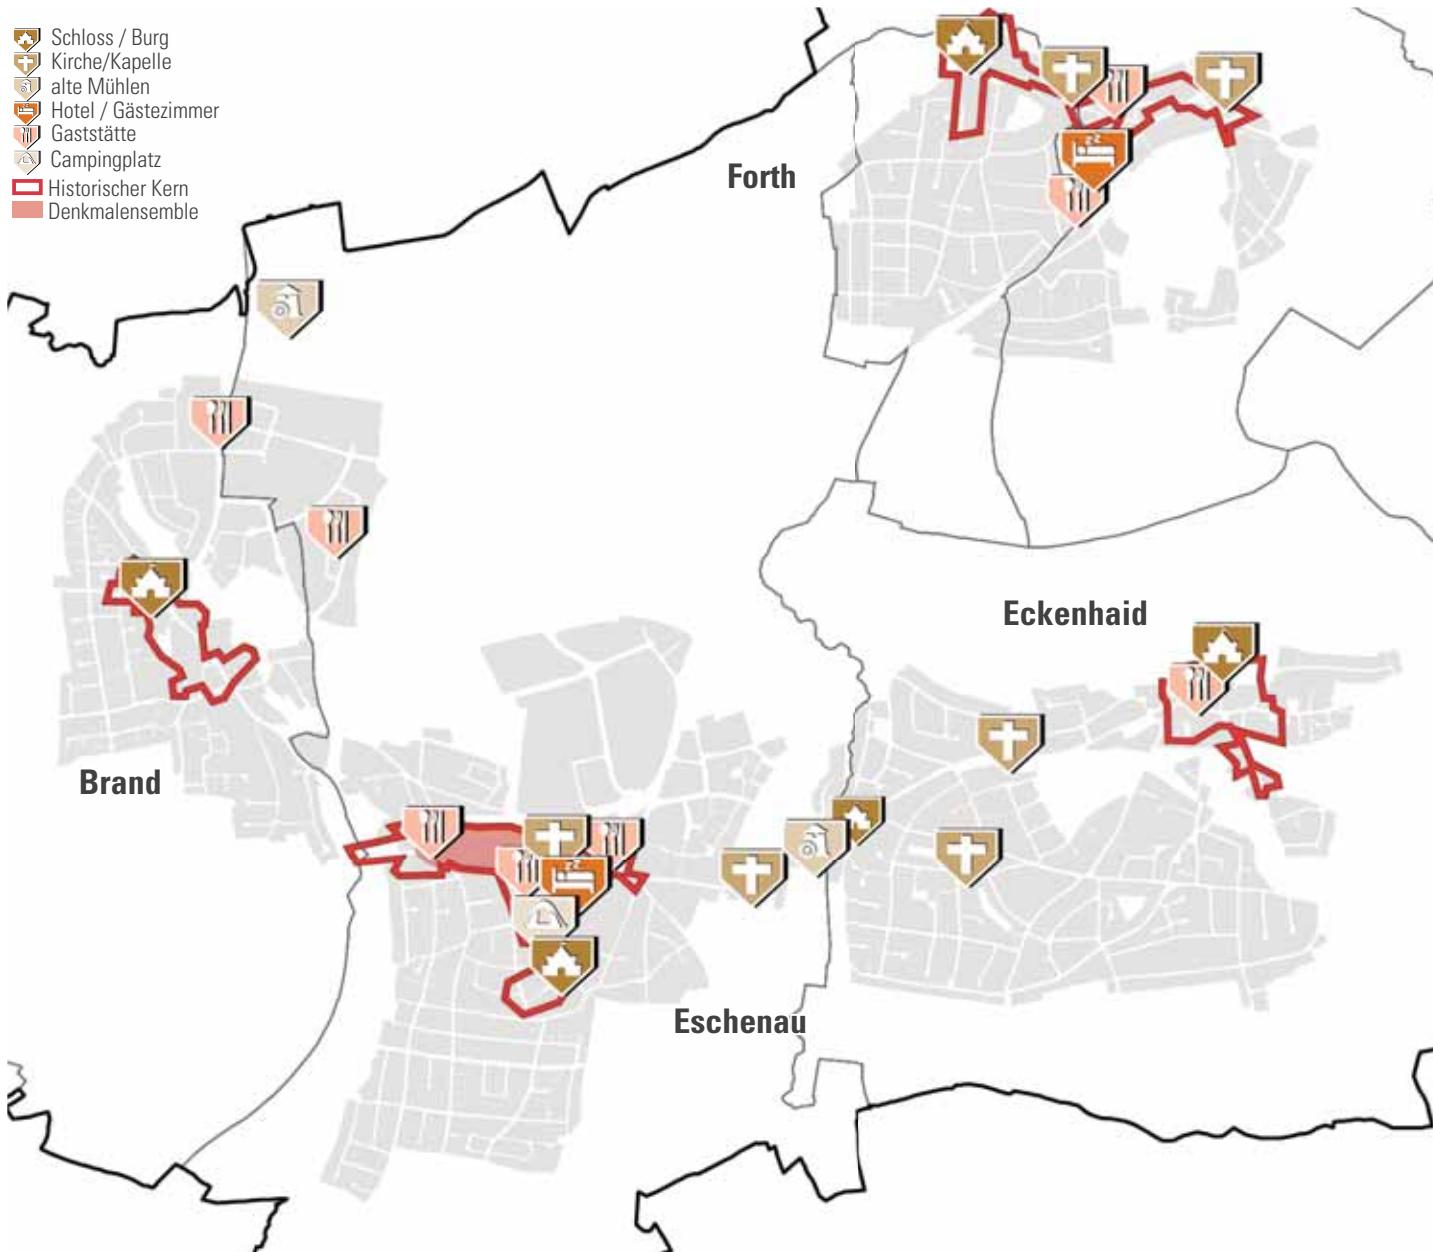 Schloss / Burg
Kirche/Kapelle
alte Mühlen
Hotel / Gästezimmer
Gaststätte
Campingplatz
Historischer Kern
Denkmalensemble
Forth
Eckenhaid
Brand
Eschenau